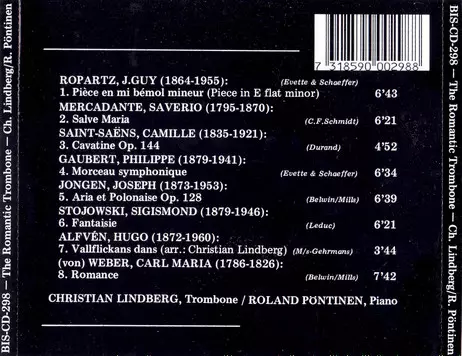 BIS-CD-298 — The Romantic Trombone — Ch. Lindberg/R. Pöntinen
7 318590 002988
ROPARTZ, J.GUY (1864-1955): (Evette & Schaeffer)
1. Pièce en mi bémol mineur (Piece in E flat minor) 6'43
MERCADANTE, SAVERIO (1795-1870):
2. Salve Maria (C.F.Schmidt) 6'21
SAINT-SAËNS, CAMILLE (1835-1921):
3. Cavatine Op. 144 (Durand) 4'52
GAUBERT, PHILIPPE (1879-1941):
4. Morceau symphonique (Evette & Schaeffer) 6'34
JONGEN, JOSEPH (1873-1953):
5. Aria et Polonaise Op. 128 (Belwin/Mills) 6'39
STOJOWSKI, SIGISMOND (1879-1946):
6. Fantaisie (Leduc) 6'21
ALFVÉN, HUGO (1872-1960):
7. Vallflickans dans (arr.: Christian Lindberg) (M/s-Gehrmans) 3'44
(von) WEBER, CARL MARIA (1786-1826):
8. Romance (Belwin/Mills) 7'42
CHRISTIAN LINDBERG, Trombone / ROLAND PÖNTINEN, Piano
BIS-CD-298 — The Romantic Trombone — Ch. Lindberg/R. Pöntinen